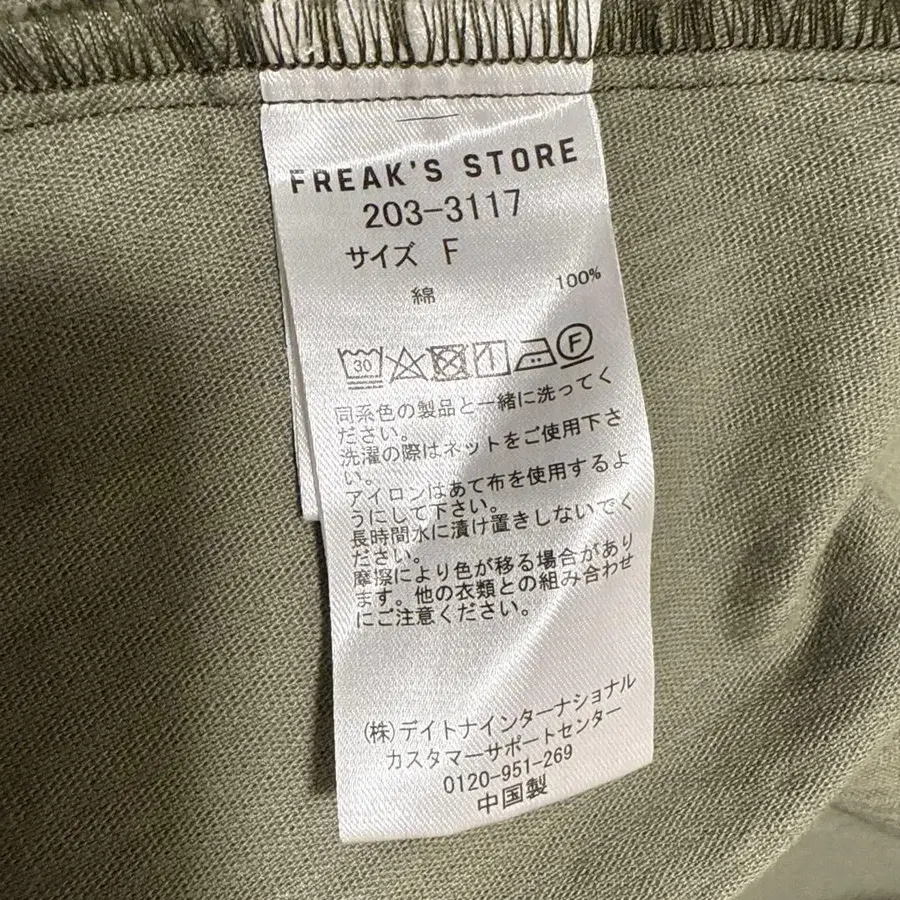 FREAK'S STORE
203-3117
サイズ F
綿 100%
30 F
同系色の製品と一緒に洗ってく
ださい。
洗濯の際はネットをご使用下さ
い。
アイロンはあて布を使用するよ
うにして下さい。
長時間水に漬け置きしないでく
ださい。
摩擦により色が移る場合があり
ます。他の衣類との組み合わせ
にご注意ください。
(株)デイトナインターナショナル
カスタマーサポートセンター
0120-951-269
中国製